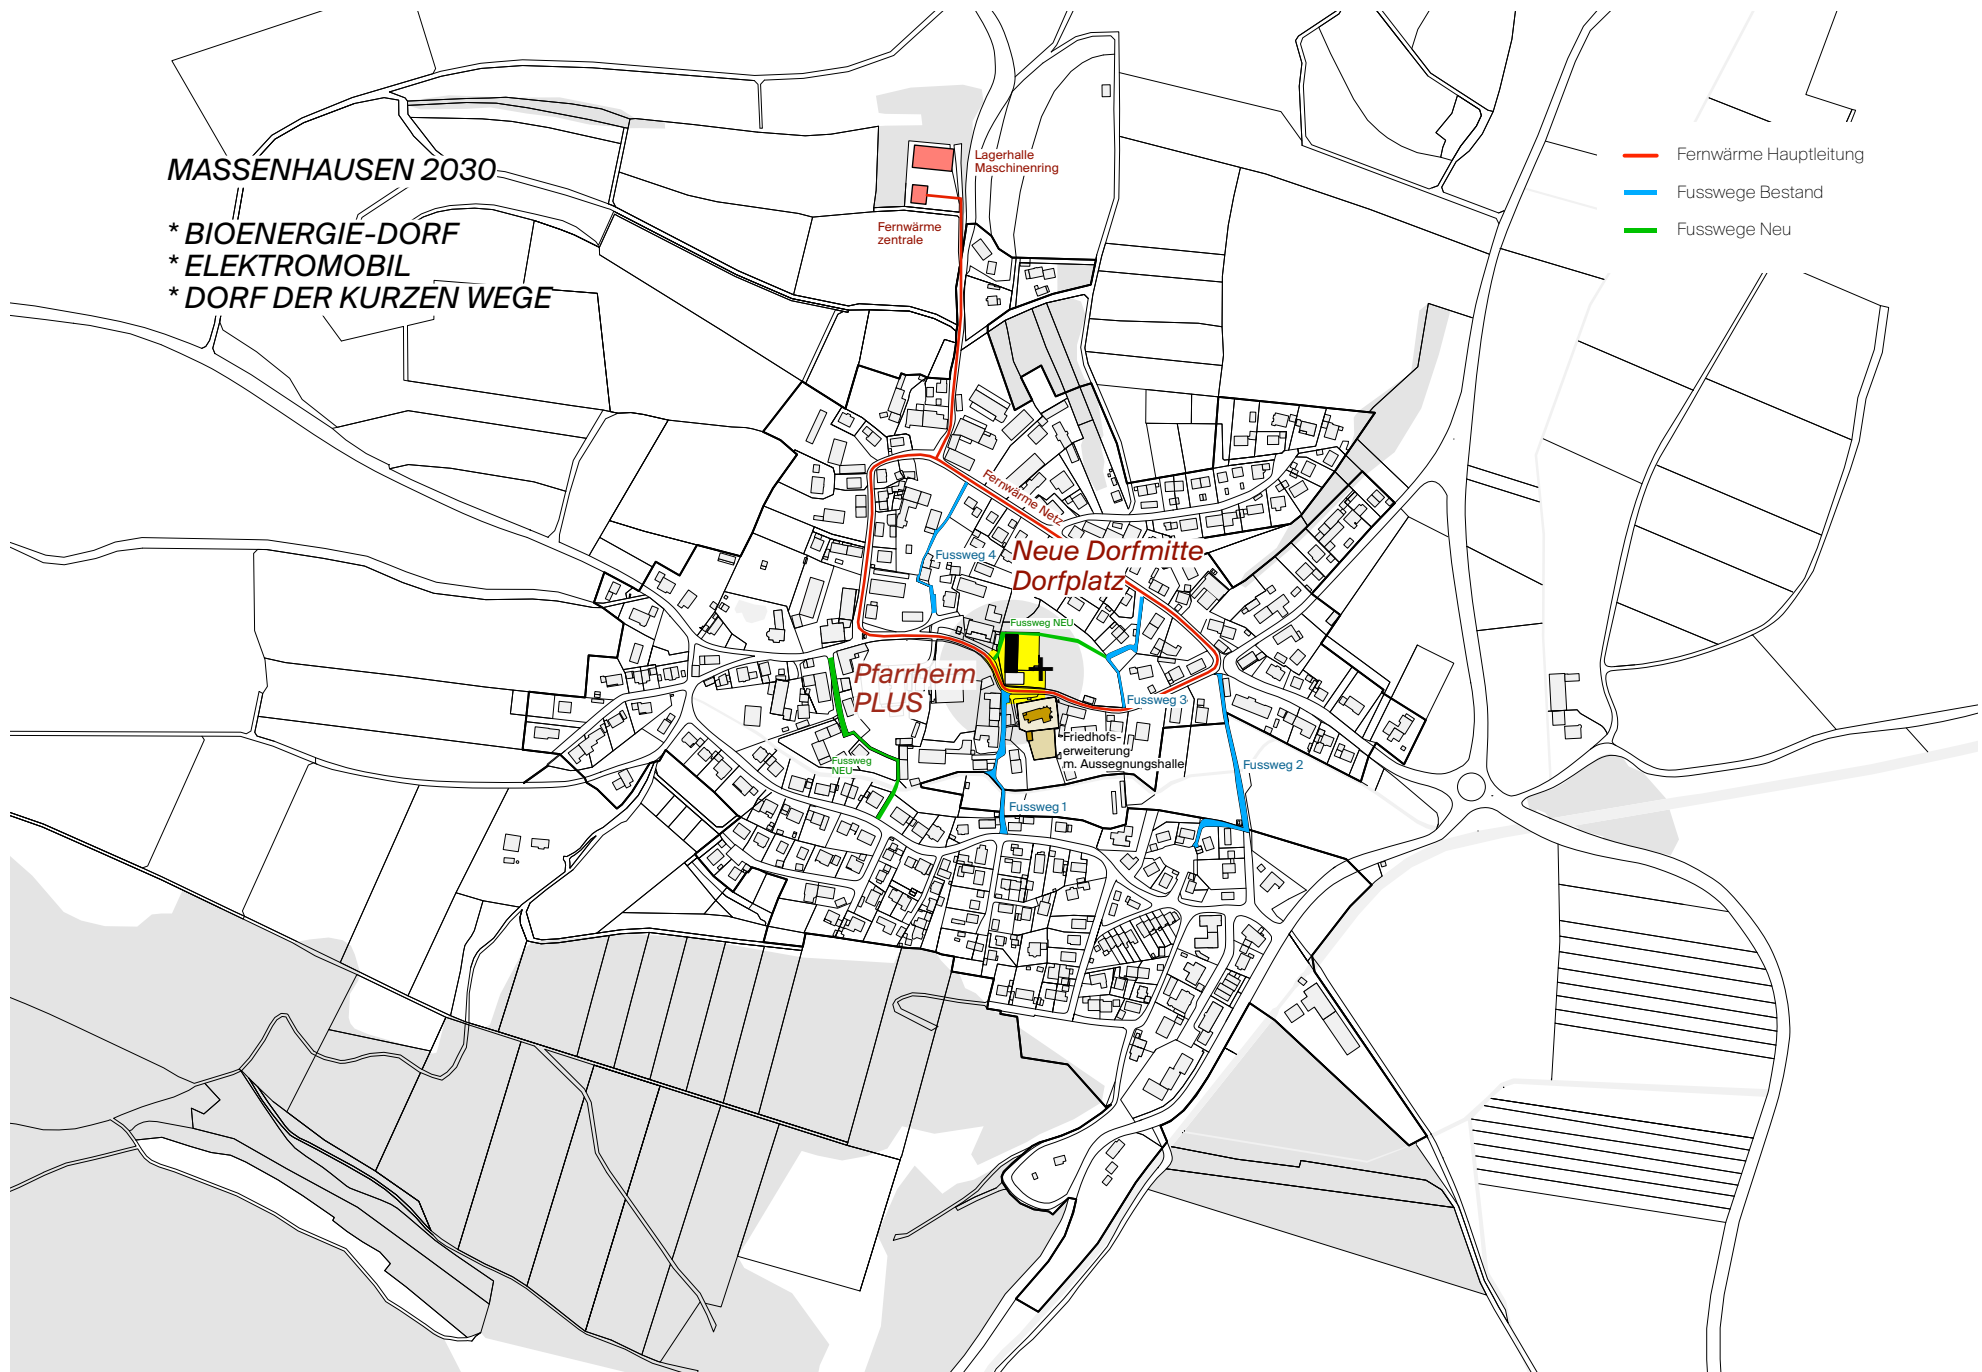 MASSENHAUSEN 2030
* BIOENERGIE-DORF
* ELEKTROMOBIL
* DORF DER KURZEN WEGE
Lagerhalle
Maschinenring
Fernwärme
zentrale
Fernwärme Hauptleitung
Fusswege Bestand
Fusswege Neu
Fernwärme Netz
Fussweg 4
Neue Dorfmitte
Dorfplatz
Fussweg NEU
Pfarrheim
PLUS
Fussweg 3
Friedhofs-
erweiterung
m. Aussegnungshalle
Fussweg
NEU
Fussweg 2
Fussweg 1